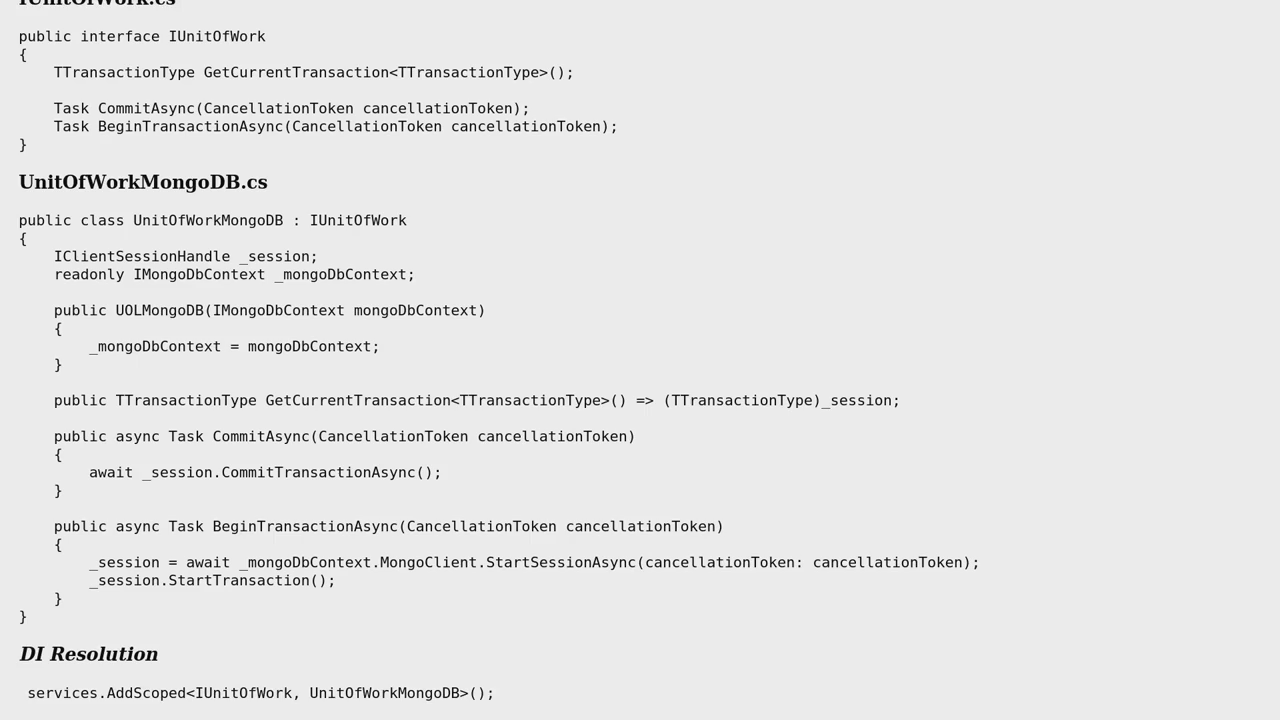 IUnitOfWork.cs
public interface IUnitOfWork
{
    TTransactionType GetCurrentTransaction<TTransactionType>();

    Task CommitAsync(CancellationToken cancellationToken);
    Task BeginTransactionAsync(CancellationToken cancellationToken);
}
UnitOfWorkMongoDB.cs
public class UnitOfWorkMongoDB : IUnitOfWork
{
    IClientSessionHandle _session;
    readonly IMongoDbContext _mongoDbContext;

    public UOLMongoDB(IMongoDbContext mongoDbContext)
    {
        _mongoDbContext = mongoDbContext;
    }

    public TTransactionType GetCurrentTransaction<TTransactionType>() => (TTransactionType)_session;

    public async Task CommitAsync(CancellationToken cancellationToken)
    {
        await _session.CommitTransactionAsync();
    }

    public async Task BeginTransactionAsync(CancellationToken cancellationToken)
    {
        _session = await _mongoDbContext.MongoClient.StartSessionAsync(cancellationToken: cancellationToken);
        _session.StartTransaction();
    }
}
DI Resolution
services.AddScoped<IUnitOfWork, UnitOfWorkMongoDB>();